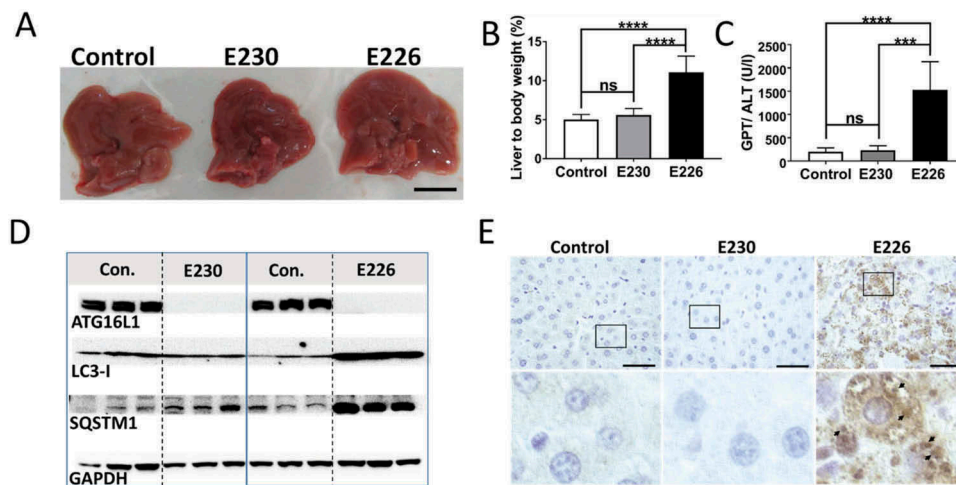 A
Control E230 E226
B
Liver to body weight (%)
15
10
5
0
****
****
ns
Control E230 E226
C
GPT/ ALT (U/l)
2500
2000
1500
1000
500
0
****
***
ns
Control E230 E226
D
Con. E230 Con. E226
ATG16L1
LC3-I
SQSTM1
GAPDH
E
Control E230 E226